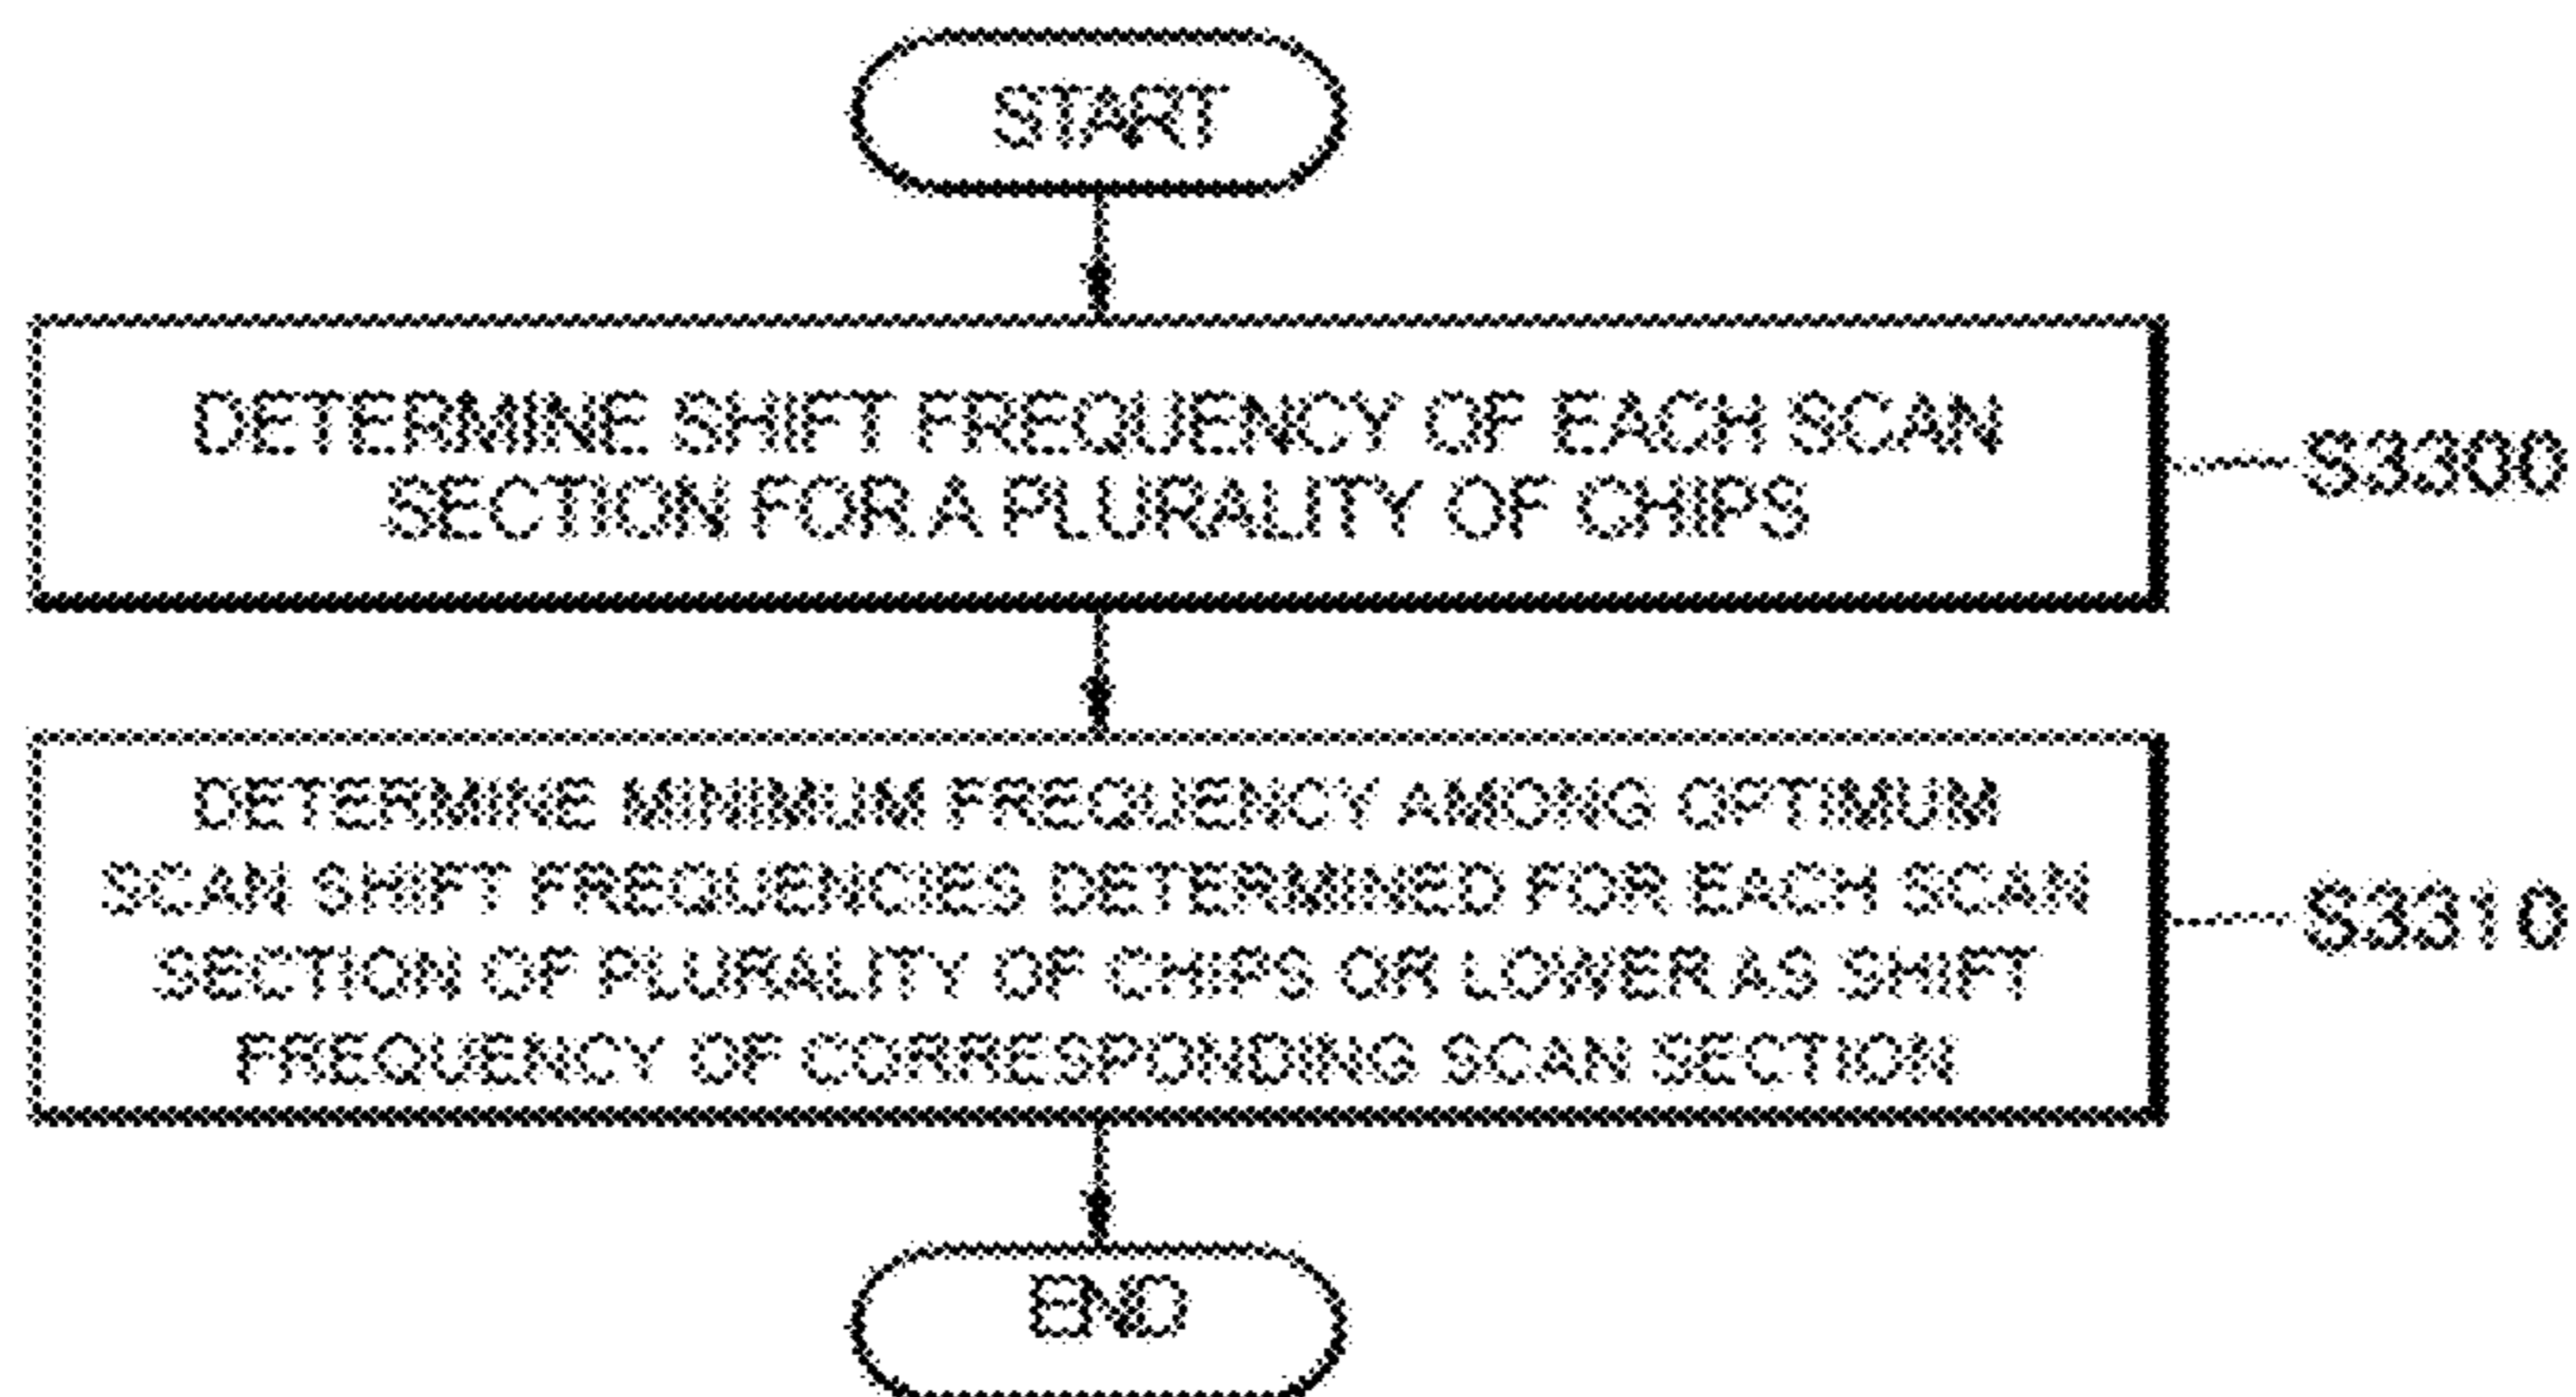 START
DETERMINE SHIFT FREQUENCY OF EACH SCAN
SECTION FOR A PLURALITY OF CHIPS
S3300
DETERMINE MINIMUM FREQUENCY AMONG OPTIMUM
SCAN SHIFT FREQUENCIES DETERMINED FOR EACH SCAN
SECTION OF PLURALITY OF CHIPS OR LOWER AS SHIFT
FREQUENCY OF CORRESPONDING SCAN SECTION
S3310
END